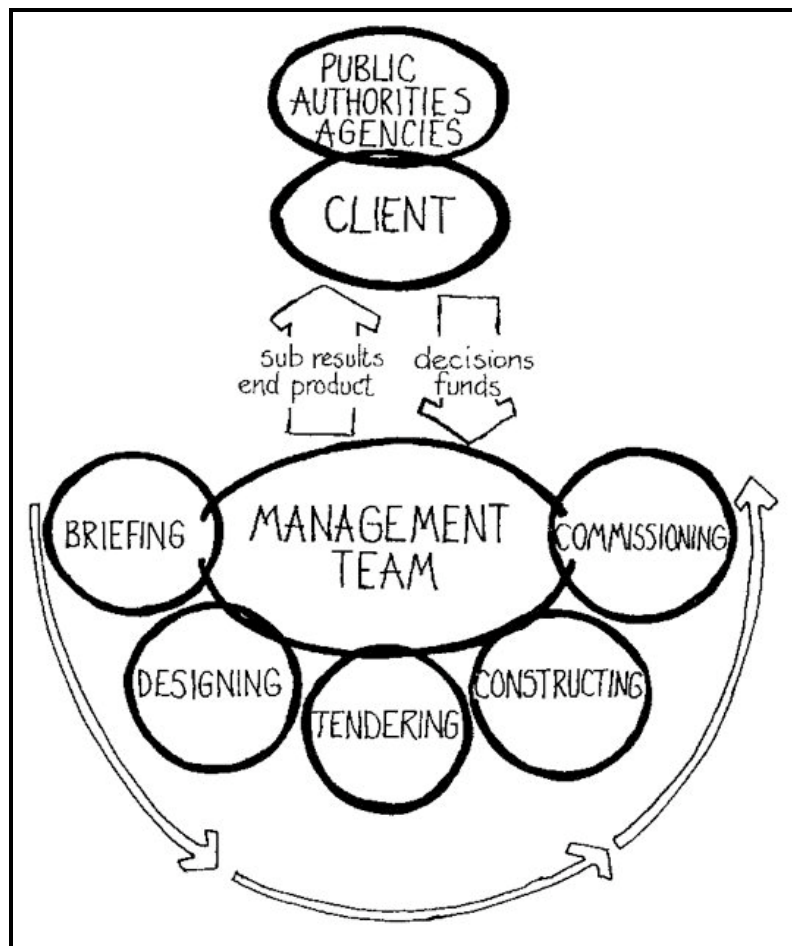 PUBLIC
AUTHORITIES
AGENCIES
CLIENT
sub results
end product
decisions
funds
MANAGEMENT
TEAM
BRIEFING
DESIGNING
TENDERING
CONSTRUCTING
COMMISSIONING